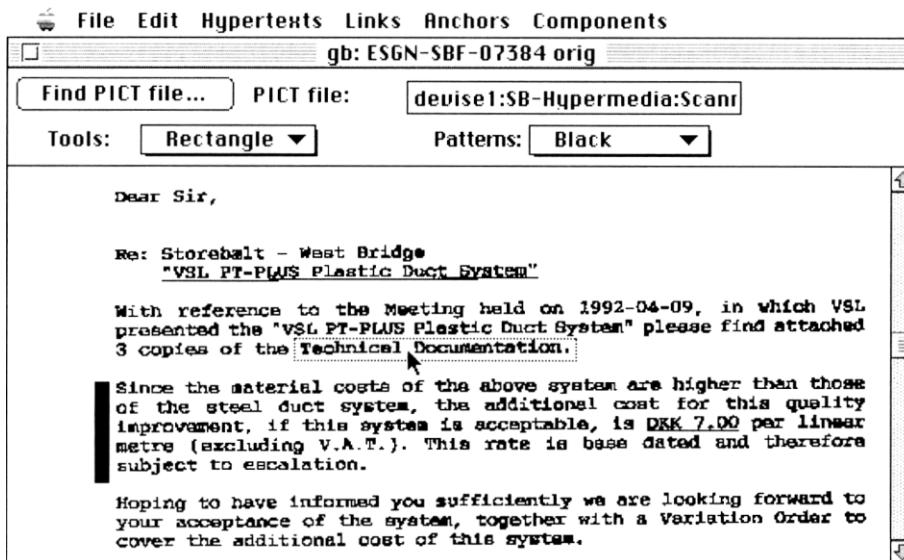 File Edit Hypertexts Links Anchors Components
gb: ESGN-SBF-07384 orig
Find PICT file... PICT file: devise1:SB-Hypermedia:Scanr
Tools: Rectangle Patterns: Black
Dear Sir,
Re: Storebælt - West Bridge
"VSL PT-PLUS Plastic Duct System"
With reference to the Meeting held on 1992-04-09, in which VSL
presented the "VSL PT-PLUS Plastic Duct System" please find attached
3 copies of the Technical Documentation.
Since the material costs of the above system are higher than those
of the steel duct system, the additional cost for this quality
improvement, if this system is acceptable, is DKK 7.00 per linear
metre (excluding V.A.T.). This rate is base dated and therefore
subject to escalation.
Hoping to have informed you sufficiently we are looking forward to
your acceptance of the system, together with a Variation Order to
cover the additional cost of this system.